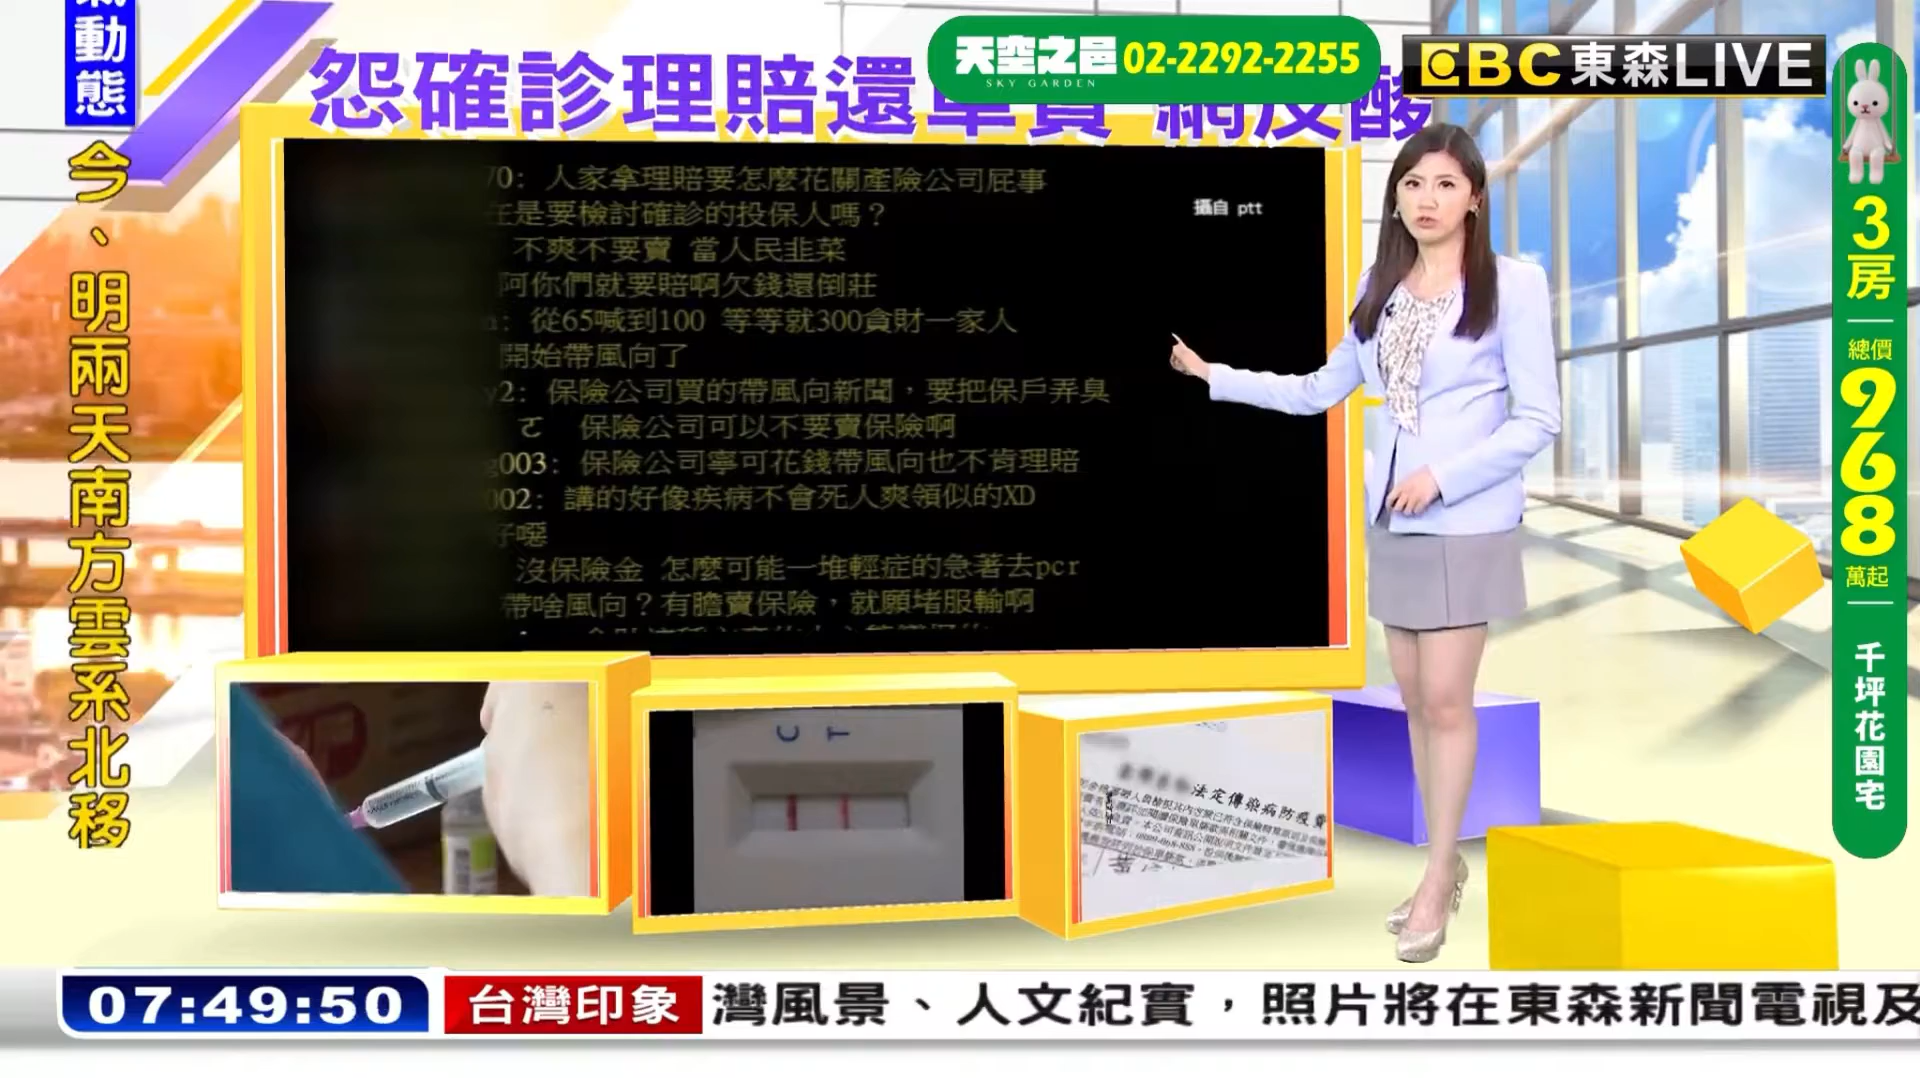 動態
今、明兩天南方雲系北移
怨確診理賠還車貸 網反酸
天空之邑 02-2292-2255
SKY GARDEN
EBC 東森LIVE
3房
總價
968
萬起
千坪花園宅
攝自 ptt
70: 人家拿理賠要怎麼花關產險公司屁事
在是要檢討確診的投保人嗎？
不爽不要賣 當人民韭菜
阿你們就要賠啊欠錢還倒莊
: 從65喊到100 等等就300貪財一家人
開始帶風向了
y2: 保險公司買的帶風向新聞，要把保戶弄臭
保險公司可以不要賣保險啊
g003: 保險公司寧可花錢帶風向也不肯理賠
002: 講的好像疾病不會死人爽領似的XD
好噁
沒保險金 怎麼可能一堆輕症的急著去pcr
帶啥風向？有膽賣保險，就願堵服輸啊
C T
法定傳染病防疫費
07:49:50
台灣印象
灣風景、人文紀實，照片將在東森新聞電視及